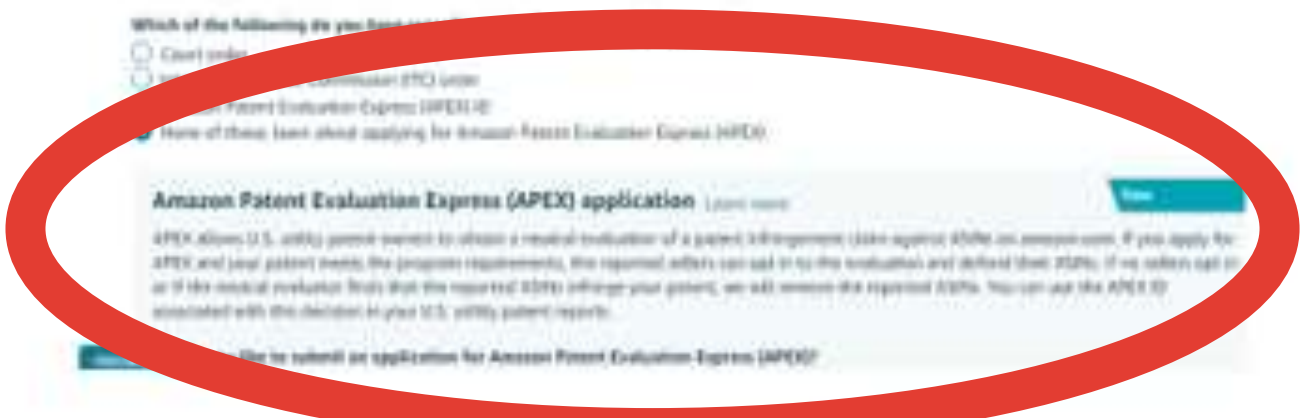 Which of the following do you
Court order
Commission (ITC) order
Patent Evaluation Express (APEX) ID
None of these, learn about applying for Amazon Patent Evaluation Express (APEX)
Amazon Patent Evaluation Express (APEX) application Learn more
New
APEX allows U.S. utility patent owners to obtain a neutral evaluation of a patent infringement claim against ASINs on amazon.com. If you apply for
APEX and your patent meets the program requirements, the reported sellers can opt in to the evaluation and defend their ASINs. If no sellers opt in
or if the neutral evaluator finds that the reported ASINs infringe your patent, we will remove the reported ASINs. You can use the APEX ID
associated with this decision in your U.S. utility patent reports.
like to submit an application for Amazon Patent Evaluation Express (APEX)?